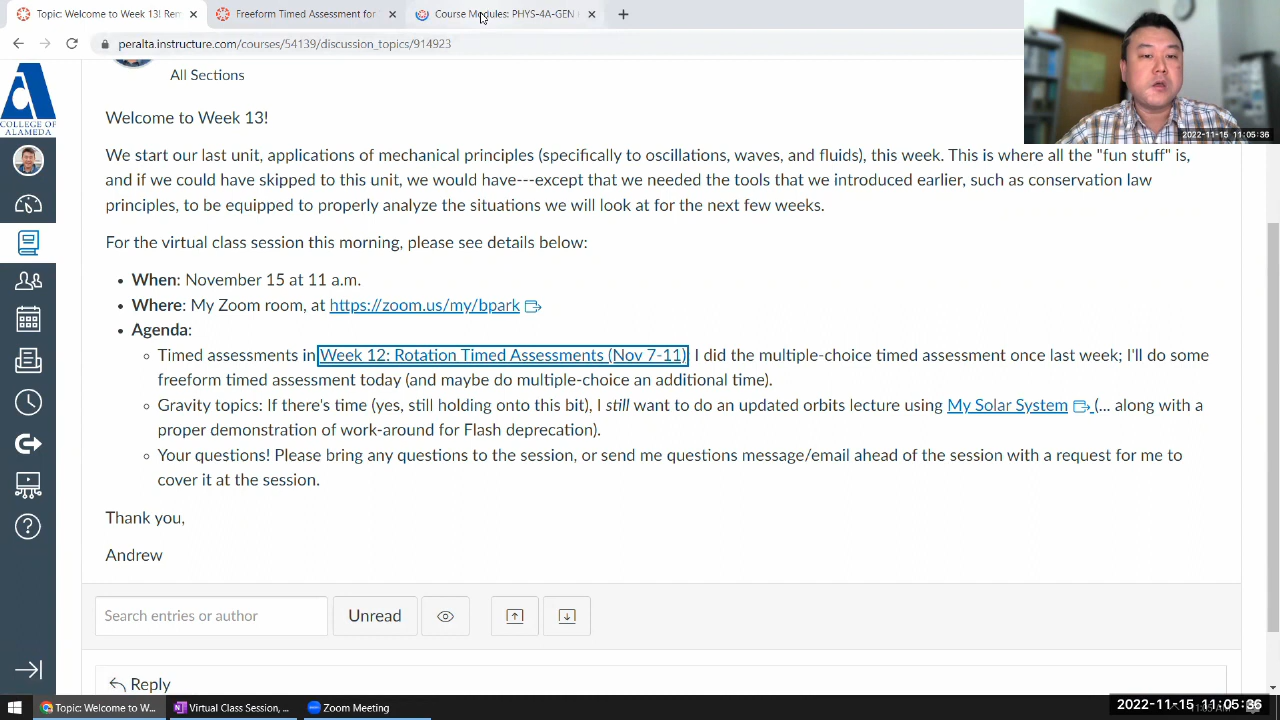 Topic: Welcome to Week 13! Rem
Freeform Timed Assessment for
Course Modules: PHYS-4A-GEN
peralta.instructure.com/courses/54139/discussion_topics/914923
2022-11-15 11:05:36
COLLEGE OF
ALAMEDA
All Sections
Welcome to Week 13!
We start our last unit, applications of mechanical principles (specifically to oscillations, waves, and fluids), this week. This is where all the "fun stuff" is,
and if we could have skipped to this unit, we would have---except that we needed the tools that we introduced earlier, such as conservation law
principles, to be equipped to properly analyze the situations we will look at for the next few weeks.
For the virtual class session this morning, please see details below:
When: November 15 at 11 a.m.
Where: My Zoom room, at https://zoom.us/my/bpark
Agenda:
Timed assessments in Week 12: Rotation Timed Assessments (Nov 7-11) I did the multiple-choice timed assessment once last week; I'll do some
freeform timed assessment today (and maybe do multiple-choice an additional time).
Gravity topics: If there's time (yes, still holding onto this bit), I still want to do an updated orbits lecture using My Solar System (... along with a
proper demonstration of work-around for Flash deprecation).
Your questions! Please bring any questions to the session, or send me questions message/email ahead of the session with a request for me to
cover it at the session.
Thank you,
Andrew
Search entries or author
Unread
Reply
Topic: Welcome to W...
Virtual Class Session, ...
Zoom Meeting
2022-11-15 11:05:36